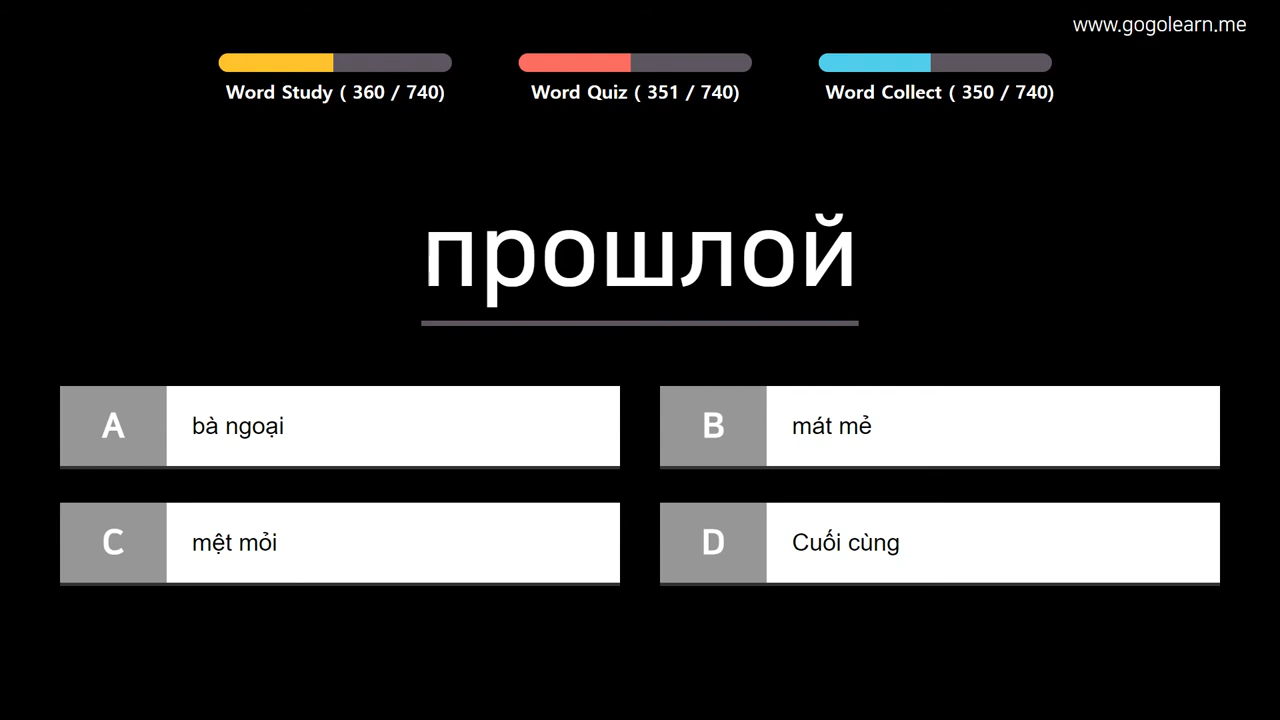 www.gogolearn.me
Word Study ( 360 / 740)
Word Quiz ( 351 / 740)
Word Collect ( 350 / 740)
прошлой
A bà ngoại
B mát mẻ
C mệt mỏi
D Cuối cùng